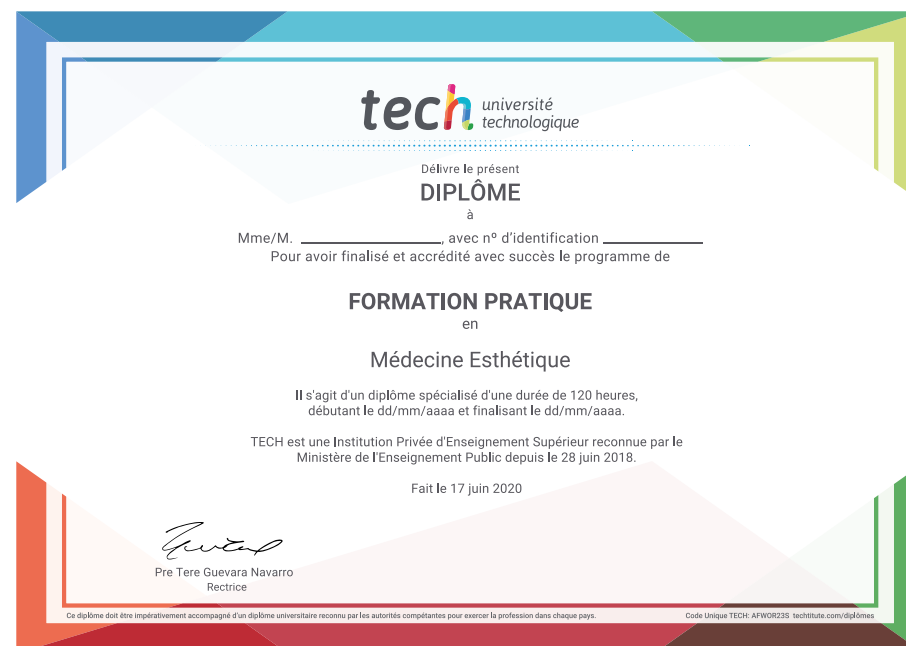 tech université
technologique
Délivre le présent
DIPLÔME
à
Mme/M. ____________________, avec nº d'identification ______________
Pour avoir finalisé et accrédité avec succès le programme de
FORMATION PRATIQUE
en
Médecine Esthétique
Il s'agit d'un diplôme spécialisé d'une durée de 120 heures,
débutant le dd/mm/aaaa et finalisant le dd/mm/aaaa.
TECH est une Institution Privée d'Enseignement Supérieur reconnue par le
Ministère de l'Enseignement Public depuis le 28 juin 2018.
Fait le 17 juin 2020
Pre Tere Guevara Navarro
Rectrice
Ce diplôme doit être impérativement accompagné d'un diplôme universitaire reconnu par les autorités compétantes pour exercer la profession dans chaque pays.
Code Unique TECH: AFWOR23S techtitute.com/diplômes